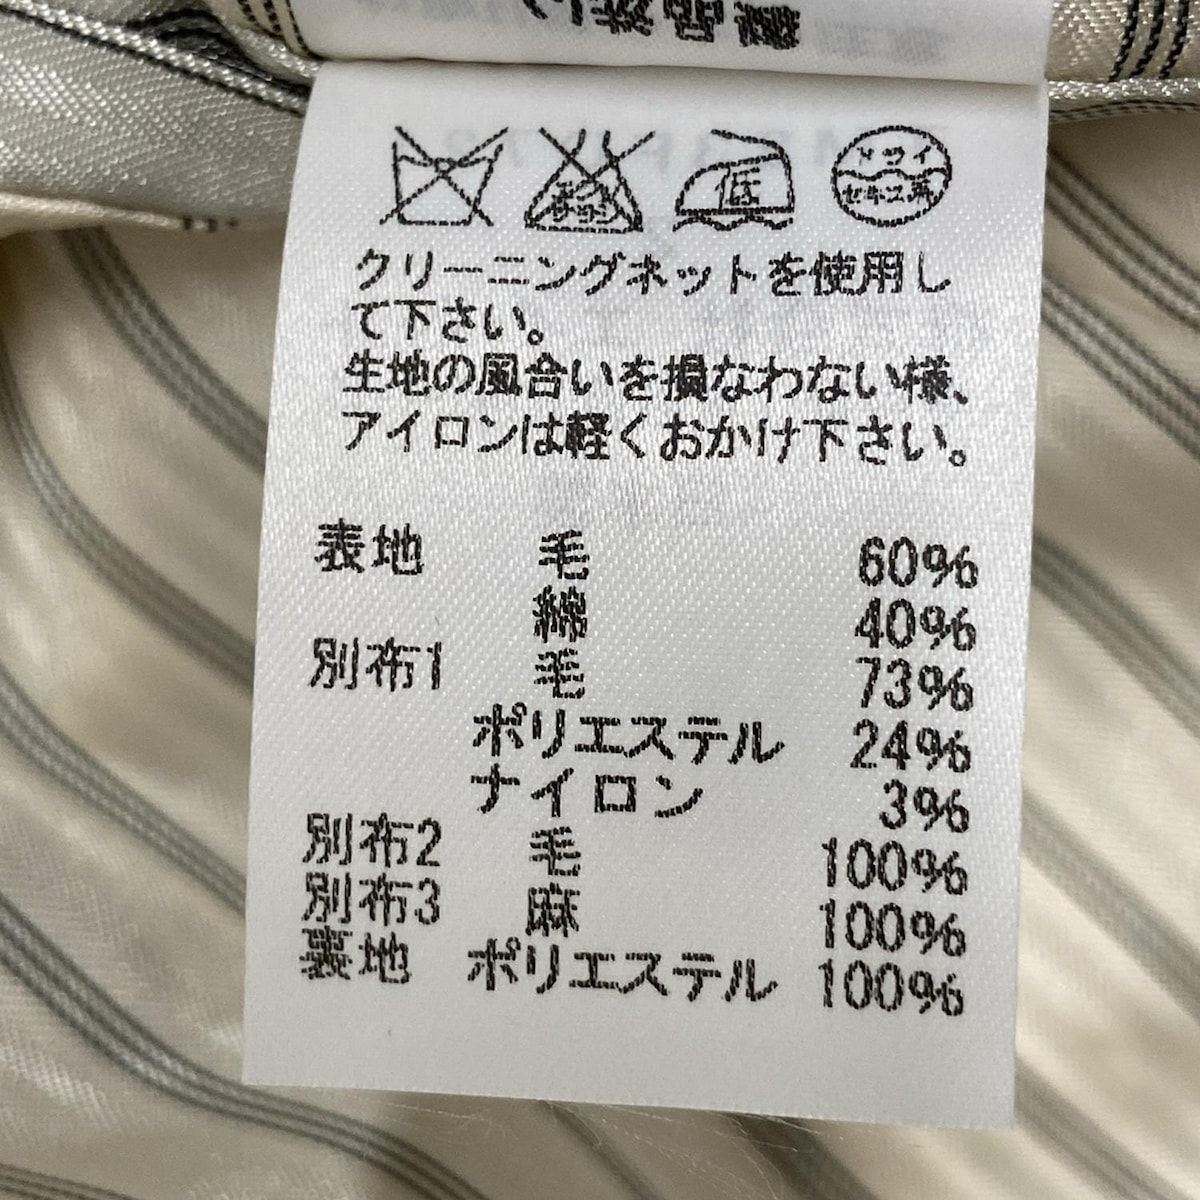 低
ドライ
セキユ系
クリーニングネットを使用し
て下さい。
生地の風合いを損なわない様、
アイロンは軽くおかけ下さい。
表地 毛 60%
綿 40%
別布1 毛 73%
ポリエステル 24%
ナイロン 3%
別布2 毛 100%
別布3 麻 100%
裏地 ポリエステル 100%